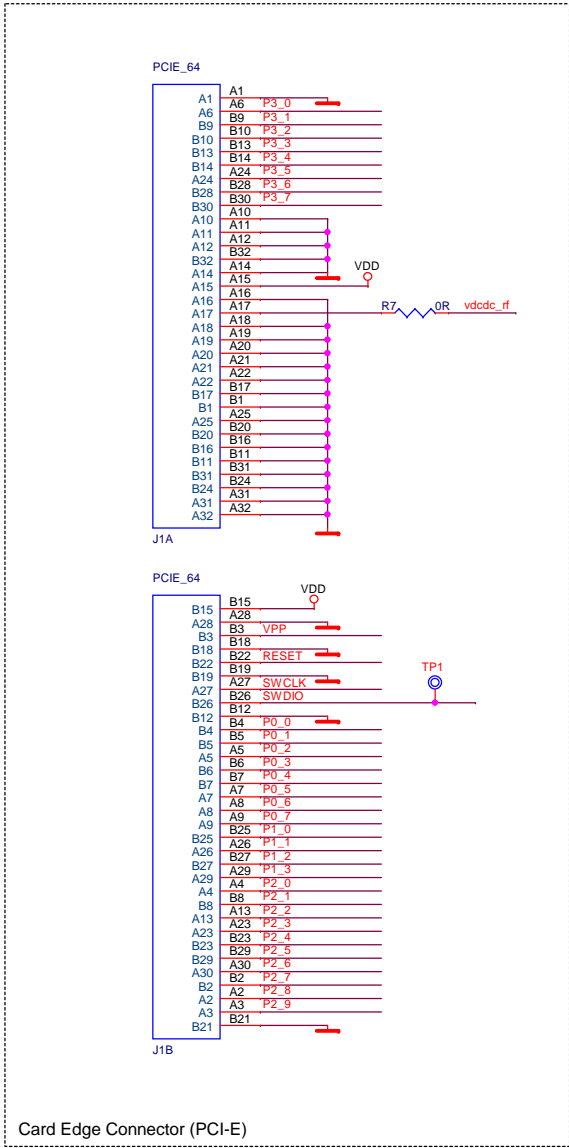 PCIE_64
A1 A1
A6 A6 P3_0
B9 B9 P3_1
B10 B10 P3_2
B13 B13 P3_3
B14 B14 P3_4
A24 A24 P3_5
B28 B28 P3_6
B30 B30 P3_7
A10 A10
A11 A11
A12 A12
B32 B32
A14 A14
VDD
A15 A15
A16 A16
A17 A17 R7 0R vdcdc_rf
A18 A18
A19 A19
A20 A20
A21 A21
A22 A22
B17 B17
B1 B1
A25 A25
B20 B20
B16 B16
B11 B11
B31 B31
B24 B24
A31 A31
A32 A32
J1A
PCIE_64
VDD
B15 B15
A28 A28
B3 B3 VPP
B18 B18
B22 B22 RESET
B19 B19
TP1
A27 A27 SWCLK
B26 B26 SWDIO
B12 B12
B4 B4 P0_0
B5 B5 P0_1
A5 A5 P0_2
B6 B6 P0_3
B7 B7 P0_4
A7 A7 P0_5
A8 A8 P0_6
A9 A9 P0_7
B25 B25 P1_0
A26 A26 P1_1
B27 B27 P1_2
A29 A29 P1_3
A4 A4 P2_0
B8 B8 P2_1
A13 A13 P2_2
A23 A23 P2_3
B23 B23 P2_4
B29 B29 P2_5
A30 A30 P2_6
B2 B2 P2_7
A2 A2 P2_8
A3 A3 P2_9
B21 B21
J1B
Card Edge Connector (PCI-E)